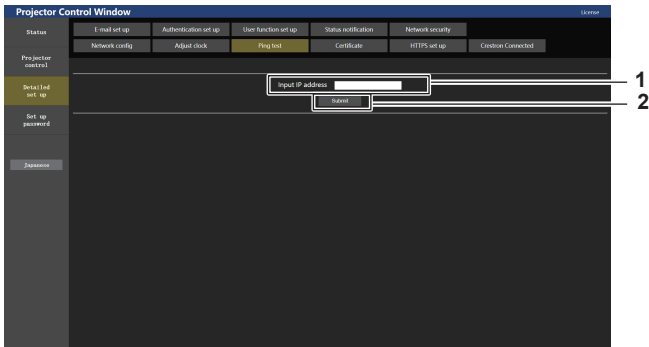 Projector Control Window
License
Status
E-mail set up
Authentication set up
User function set up
Status notification
Network security
Network config
Adjust clock
Ping test
Certificate
HTTPS set up
Crestron Connected
Projector
control
Detailed
set up
Set up
password
Japanese
Input IP address
1
Submit
2